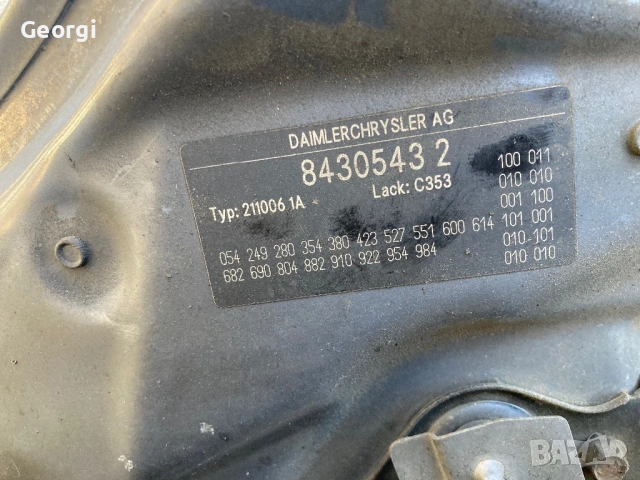 Georgi
DAIMLERCHRYSLER AG
8430543 2
Typ: 211006 1A
Lack: C353
054 249 280 354 380 423 527 551 600 614
682 690 804 882 910 922 954 984
100 011
010 010
001 100
101 001
010-101
010 010
BAZAR